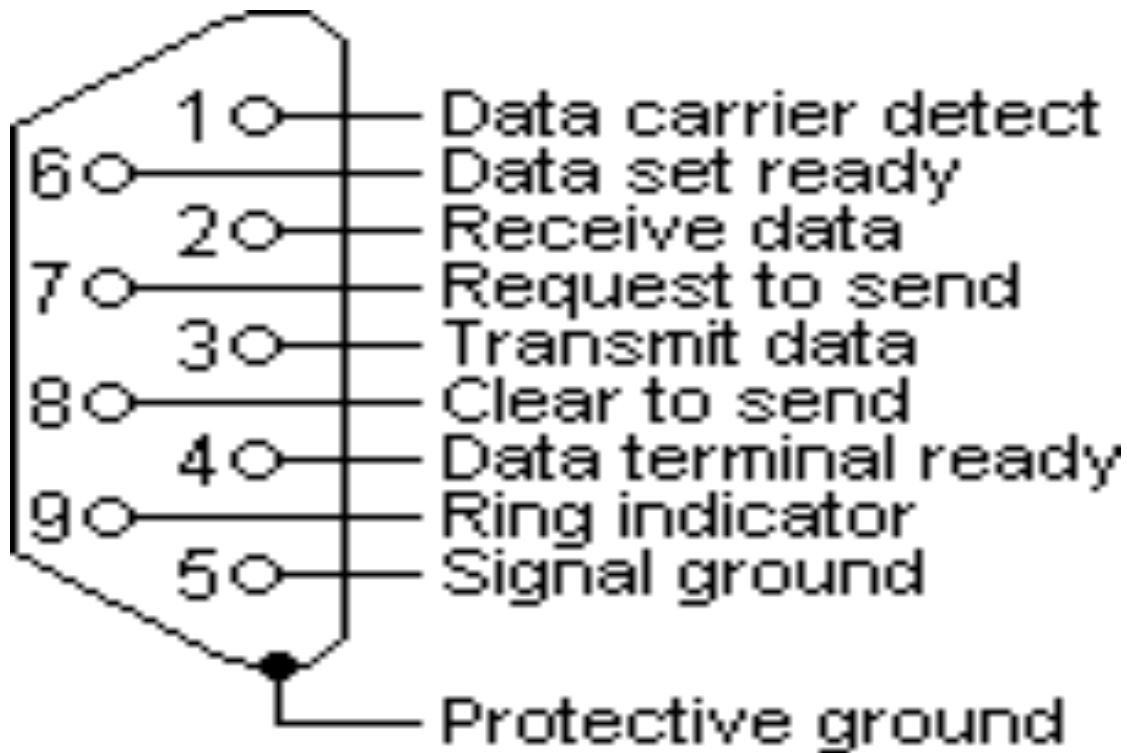 1 Data carrier detect
6 Data set ready
2 Receive data
7 Request to send
3 Transmit data
8 Clear to send
4 Data terminal ready
9 Ring indicator
5 Signal ground
Protective ground